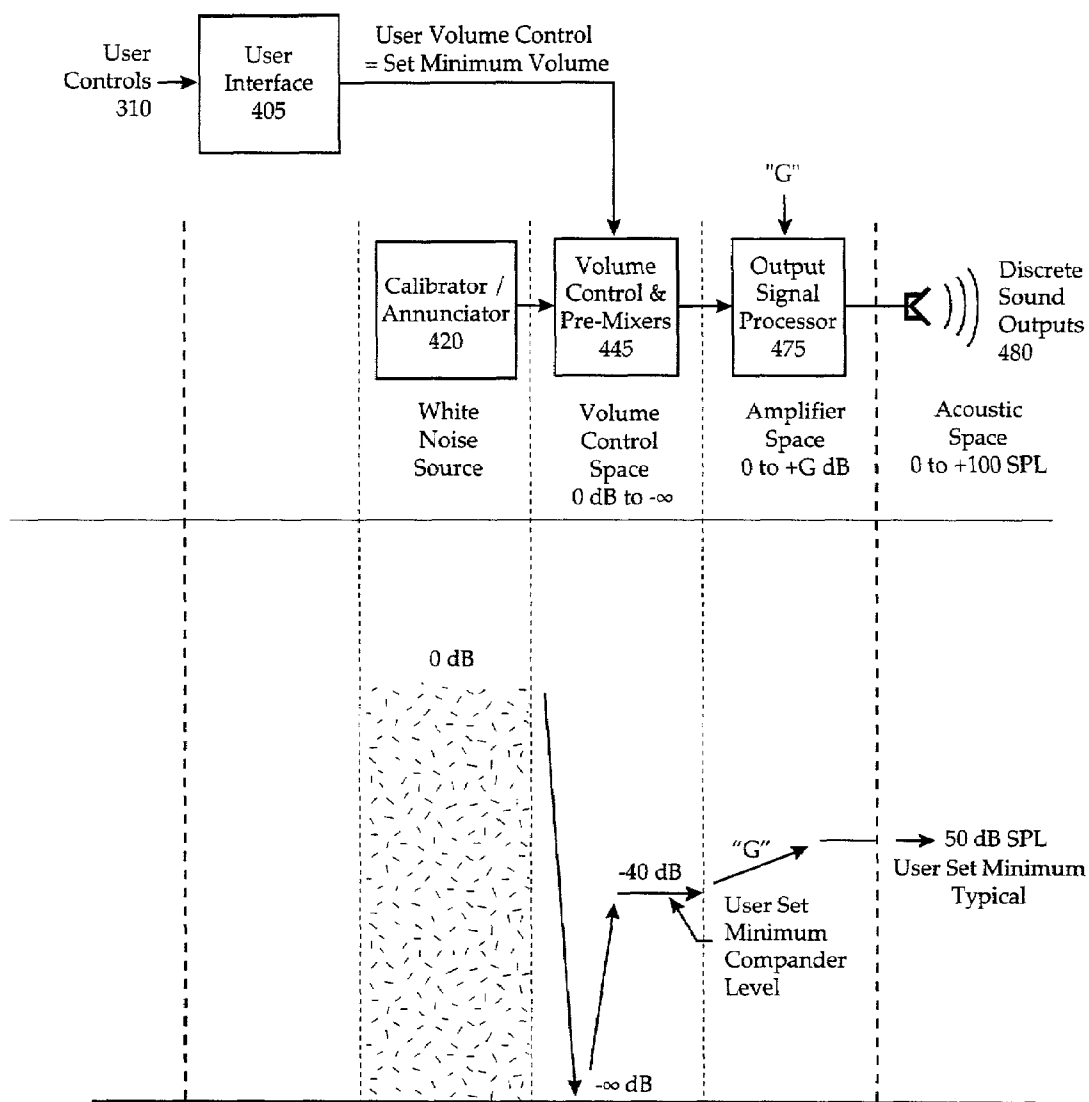 User Volume Control
= Set Minimum Volume
User
Controls
310
User
Interface
405
"G"
Calibrator /
Annunciator
420
Volume
Control &
Pre-Mixers
445
Output
Signal
Processor
475
Discrete
Sound
Outputs
480
White
Noise
Source
Volume
Control
Space
0 dB to -∞
Amplifier
Space
0 to +G dB
Acoustic
Space
0 to +100 SPL
0 dB
-40 dB
"G"
50 dB SPL
User Set Minimum
Typical
User Set
Minimum
Compander
Level
-∞ dB